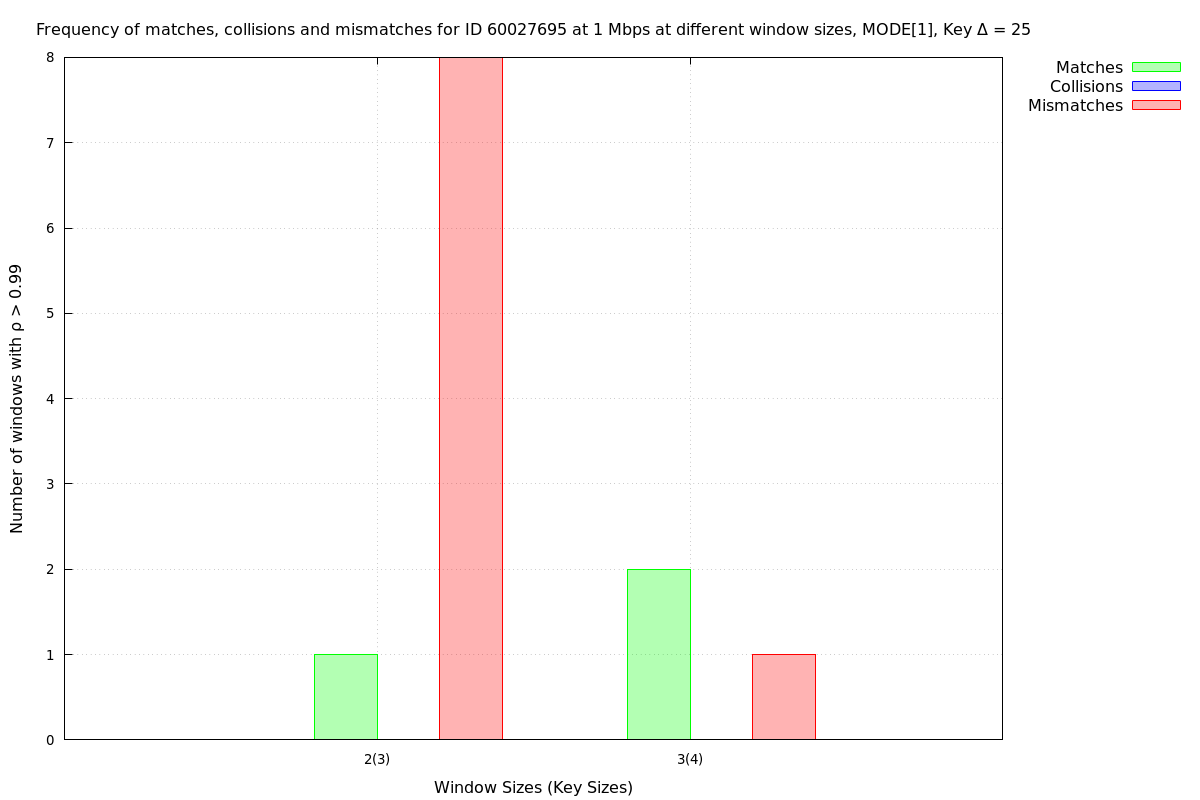 Frequency of matches, collisions and mismatches for ID 60027695 at 1 Mbps at different window sizes, MODE[1], Key Δ = 25
Matches
Collisions
Mismatches
Number of windows with ρ > 0.99
8
7
6
5
4
3
2
1
0
2(3)
3(4)
Window Sizes (Key Sizes)